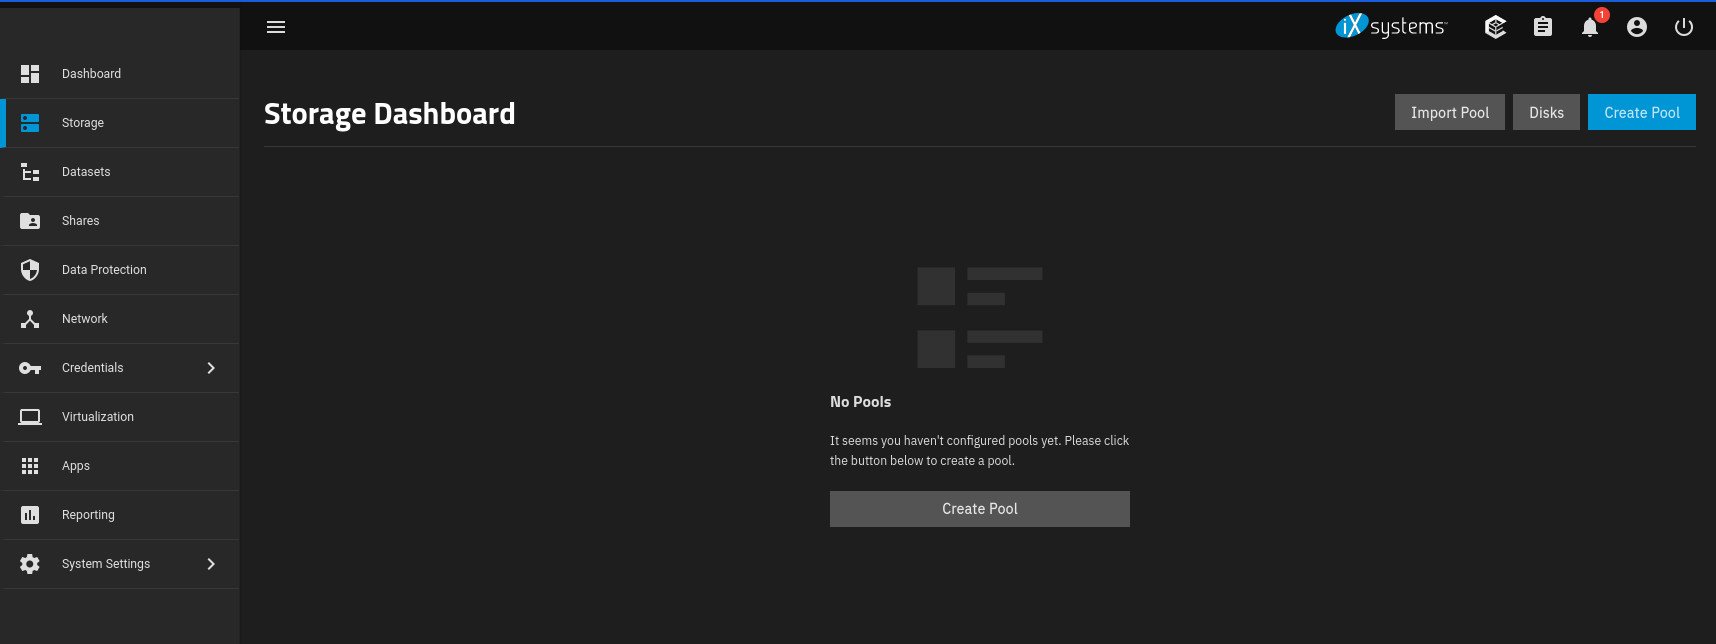 iXsystems™
1
Dashboard
Storage
Datasets
Shares
Data Protection
Network
Credentials
Virtualization
Apps
Reporting
System Settings
Storage Dashboard
Import Pool
Disks
Create Pool
No Pools
It seems you haven't configured pools yet. Please click
the button below to create a pool.
Create Pool